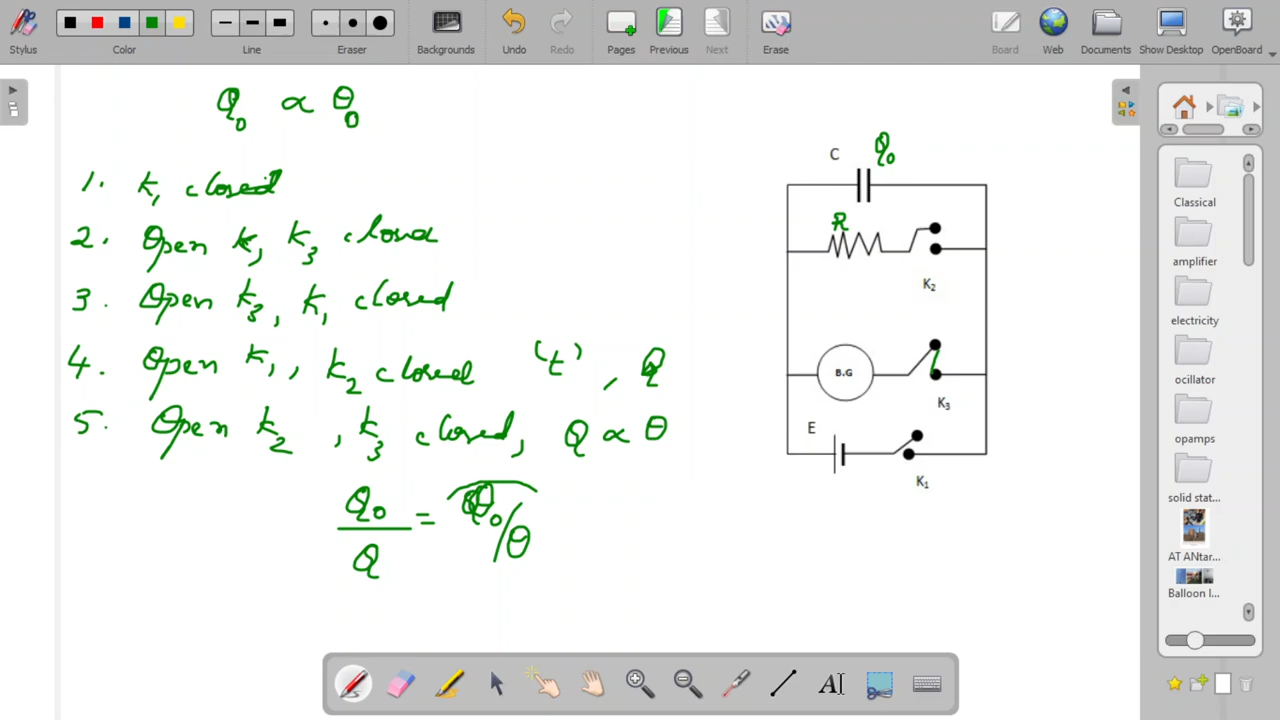 Stylus
Color
Line
Eraser
Backgrounds
Undo
Redo
Pages
Previous
Next
Erase
Board
Web
Documents
Show Desktop
OpenBoard
Q₀ ∝ θ₀
1. K₁ closed
2. Open K₁, K₃ closed
3. Open K₃, K₁ closed
4. Open K₁, K₂ closed 't', Q
5. Open K₂, K₃ closed, Q ∝ θ
Q₀/Q = θ₀/θ
C Q₀
R
K₂
B.G
K₃
E
K₁
Classical
amplifier
electricity
ocillator
opamps
solid stat...
AT ANtar...
Balloon I...